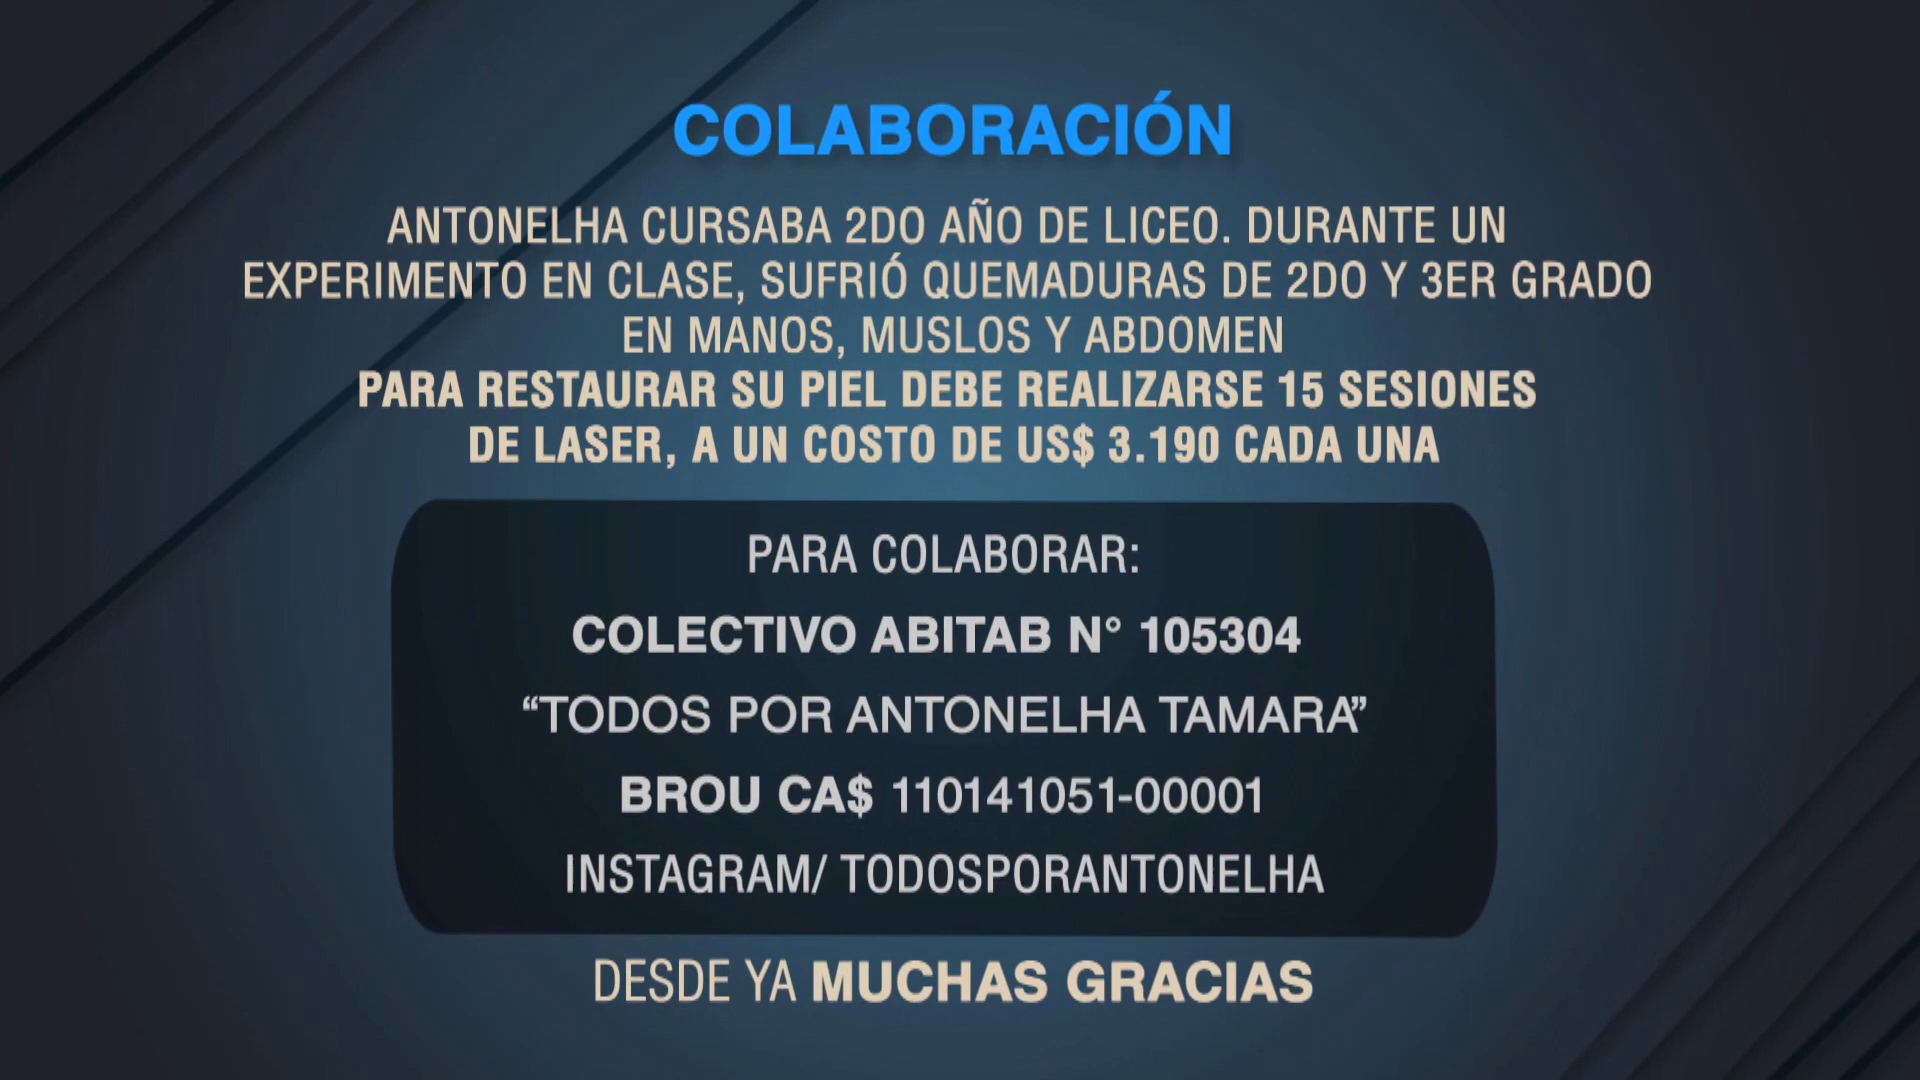 COLABORACIÓN
ANTONELHA CURSABA 2DO AÑO DE LICEO. DURANTE UN
EXPERIMENTO EN CLASE, SUFRIÓ QUEMADURAS DE 2DO Y 3ER GRADO
EN MANOS, MUSLOS Y ABDOMEN
PARA RESTAURAR SU PIEL DEBE REALIZARSE 15 SESIONES
DE LASER, A UN COSTO DE US$ 3.190 CADA UNA
PARA COLABORAR:
COLECTIVO ABITAB N° 105304
“TODOS POR ANTONELHA TAMARA”
BROU CA$ 110141051-00001
INSTAGRAM/ TODOSPORANTONELHA
DESDE YA MUCHAS GRACIAS